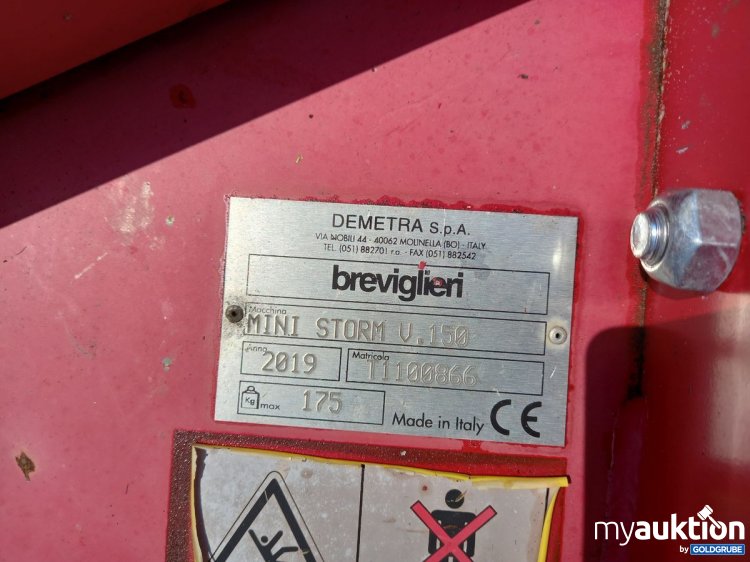 DEMETRA S.p.A.
VIA NOBILI 44 - 40062 MOLINELLA (BO) - ITALY
TEL. (051) 882701 r.a. - FAX (051) 882542
breviglieri
Macchina
MINI STORM V.150
Anno
2019
Matricola
T1100866
Kg max 175
Made in Italy CE
myauktion
by GOLDGRUBE